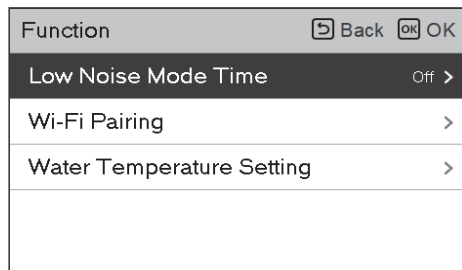 Function Back OK OK
Low Noise Mode Time Off >
Wi-Fi Pairing >
Water Temperature Setting >